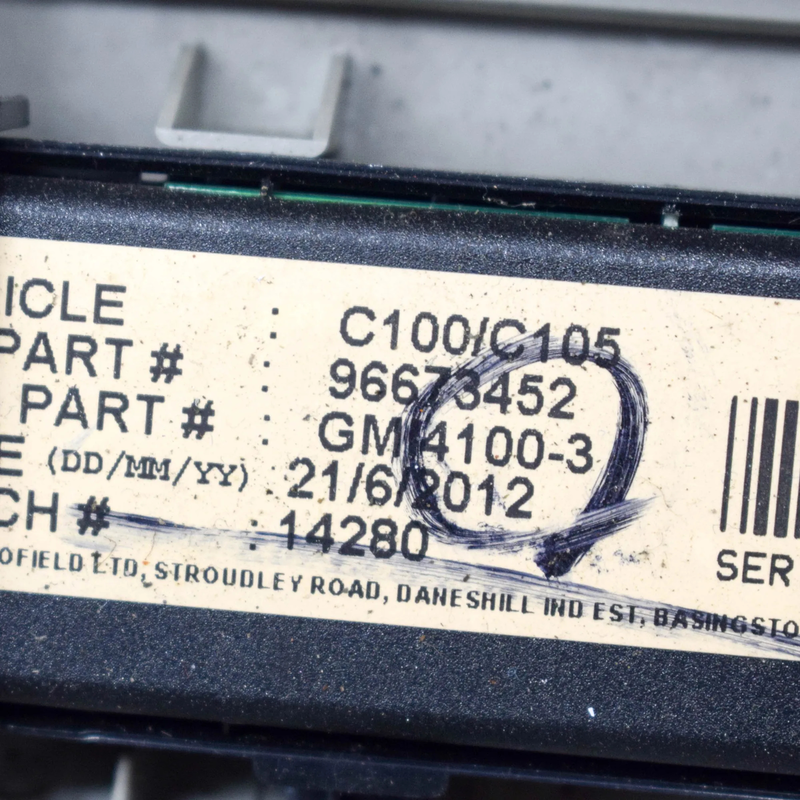 ICLE : C100/C105
PART # : 96673452
PART # : GM 4100-3
E (DD/MM/YY) : 21/6/2012
CH # : 14280
OFIELD LTD, STROUDLEY ROAD, DANESHILL IND EST, BASINGSTO
SER